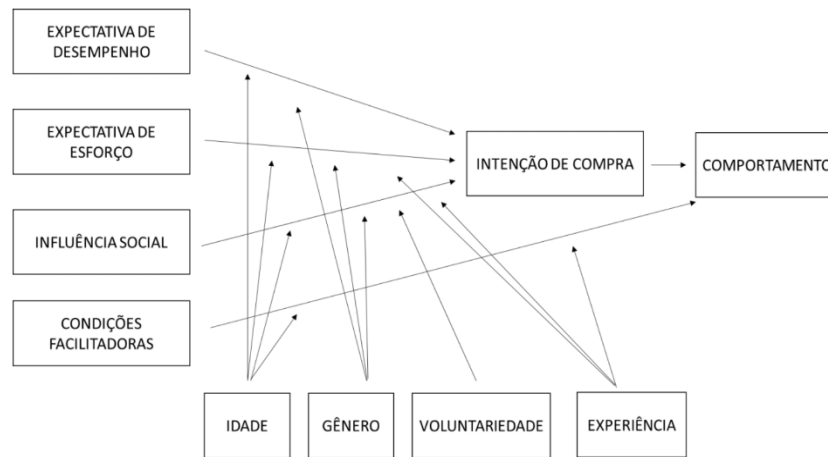 EXPECTATIVA DE
DESEMPENHO
EXPECTATIVA DE
ESFORÇO
INTENÇÃO DE COMPRA
COMPORTAMENTO
INFLUÊNCIA SOCIAL
CONDIÇÕES
FACILITADORAS
IDADE
GÊNERO
VOLUNTARIEDADE
EXPERIÊNCIA